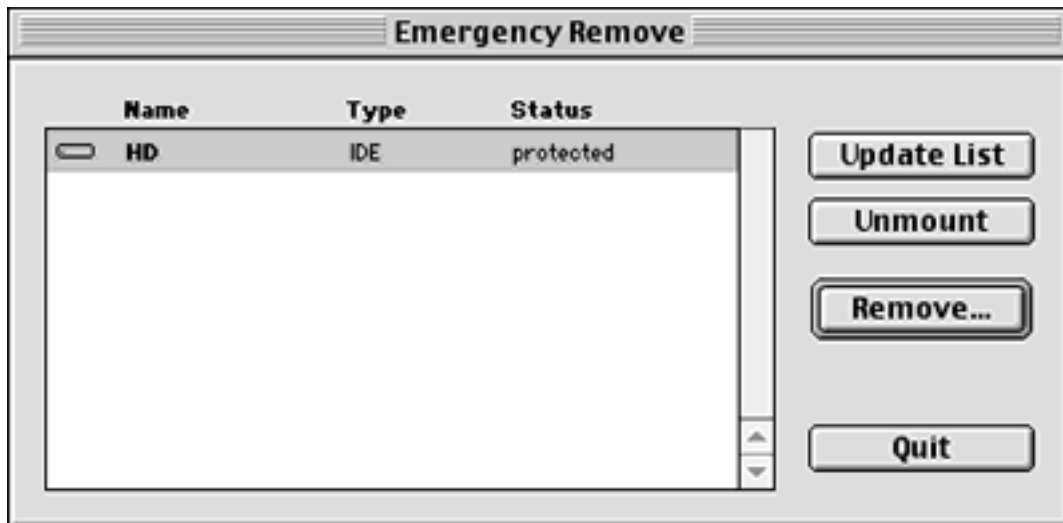 Emergency Remove
Name Type Status
HD IDE protected
Update List
Unmount
Remove...
Quit